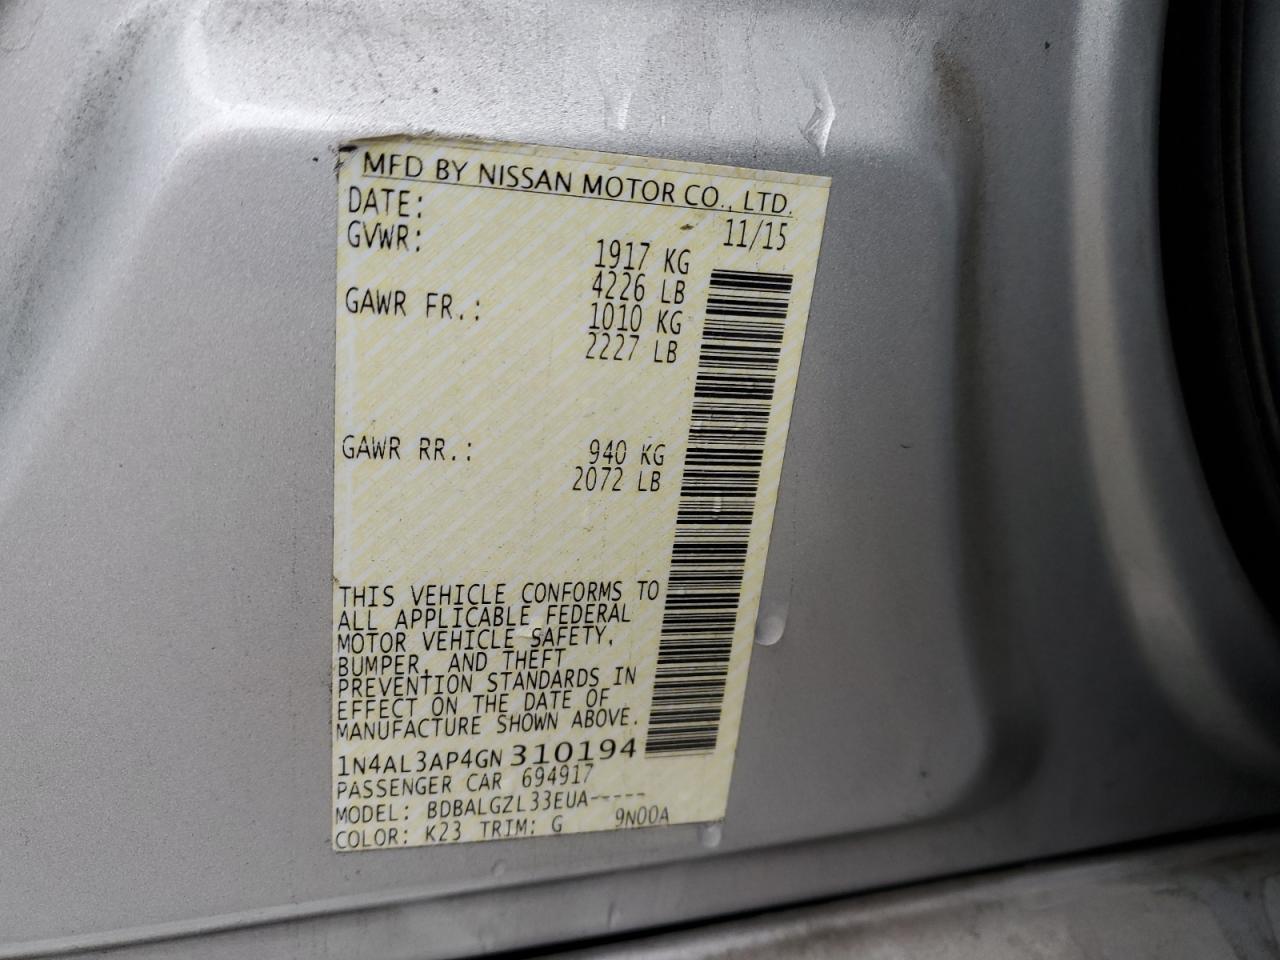 MFD BY NISSAN MOTOR CO., LTD.
DATE: 11/15
GVWR: 1917 KG
4226 LB
GAWR FR.: 1010 KG
2227 LB
GAWR RR.: 940 KG
2072 LB
THIS VEHICLE CONFORMS TO
ALL APPLICABLE FEDERAL
MOTOR VEHICLE SAFETY,
BUMPER, AND THEFT
PREVENTION STANDARDS IN
EFFECT ON THE DATE OF
MANUFACTURE SHOWN ABOVE.
1N4AL3AP4GN310194
PASSENGER CAR 694917
MODEL: BDBALGZL33EUA-----
COLOR: K23 TRIM: G 9N00A